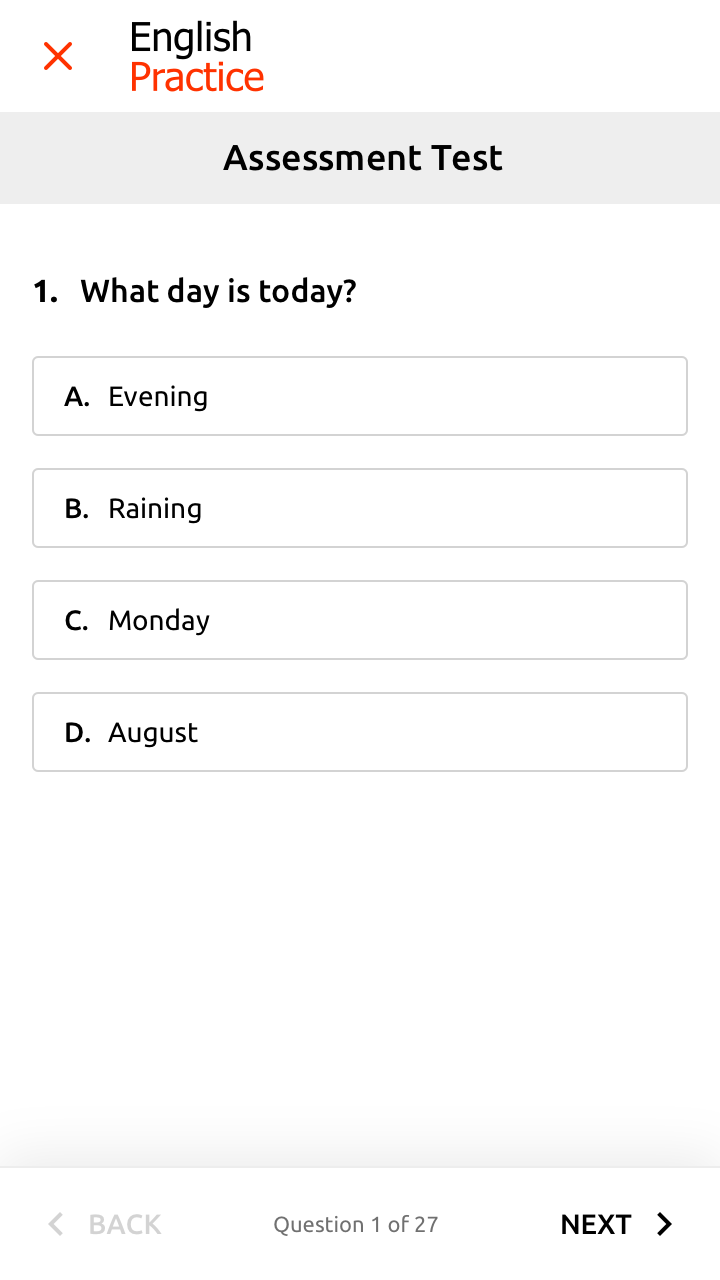 English
Practice
Assessment Test
1. What day is today?
A. Evening
B. Raining
C. Monday
D. August
BACK
Question 1 of 27
NEXT